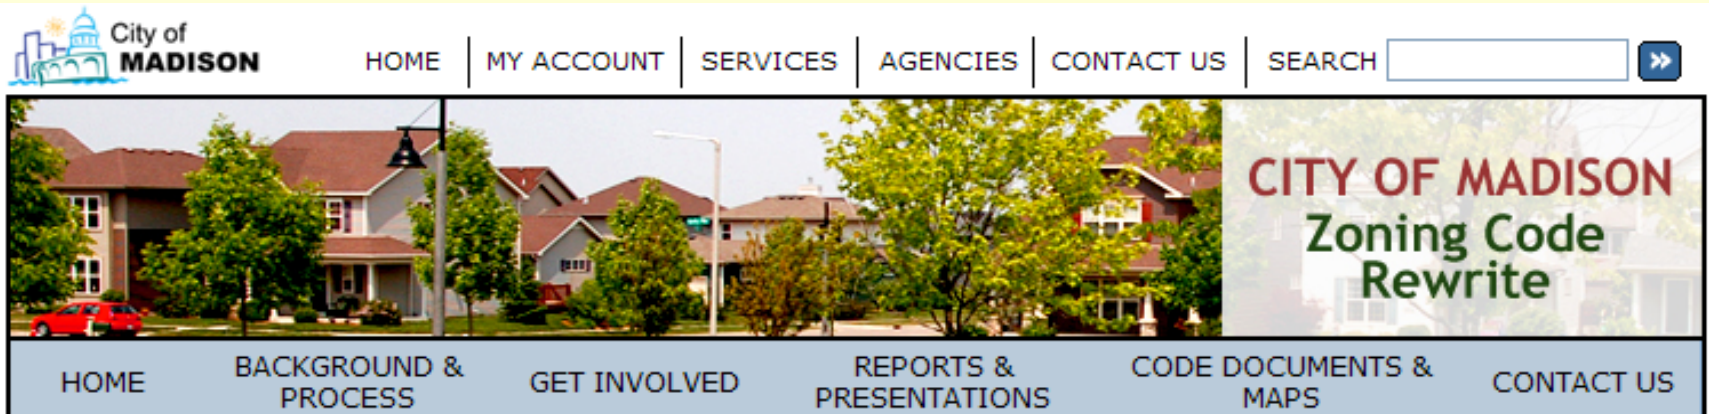 City of
MADISON
HOME
MY ACCOUNT
SERVICES
AGENCIES
CONTACT US
SEARCH
»
CITY OF MADISON
Zoning Code
Rewrite
HOME
BACKGROUND &
PROCESS
GET INVOLVED
REPORTS &
PRESENTATIONS
CODE DOCUMENTS &
MAPS
CONTACT US